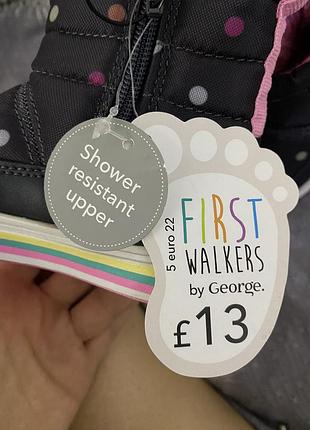 Shower
resistant
upper
5 euro 22
FIRST
WALKERS
by George.
£13